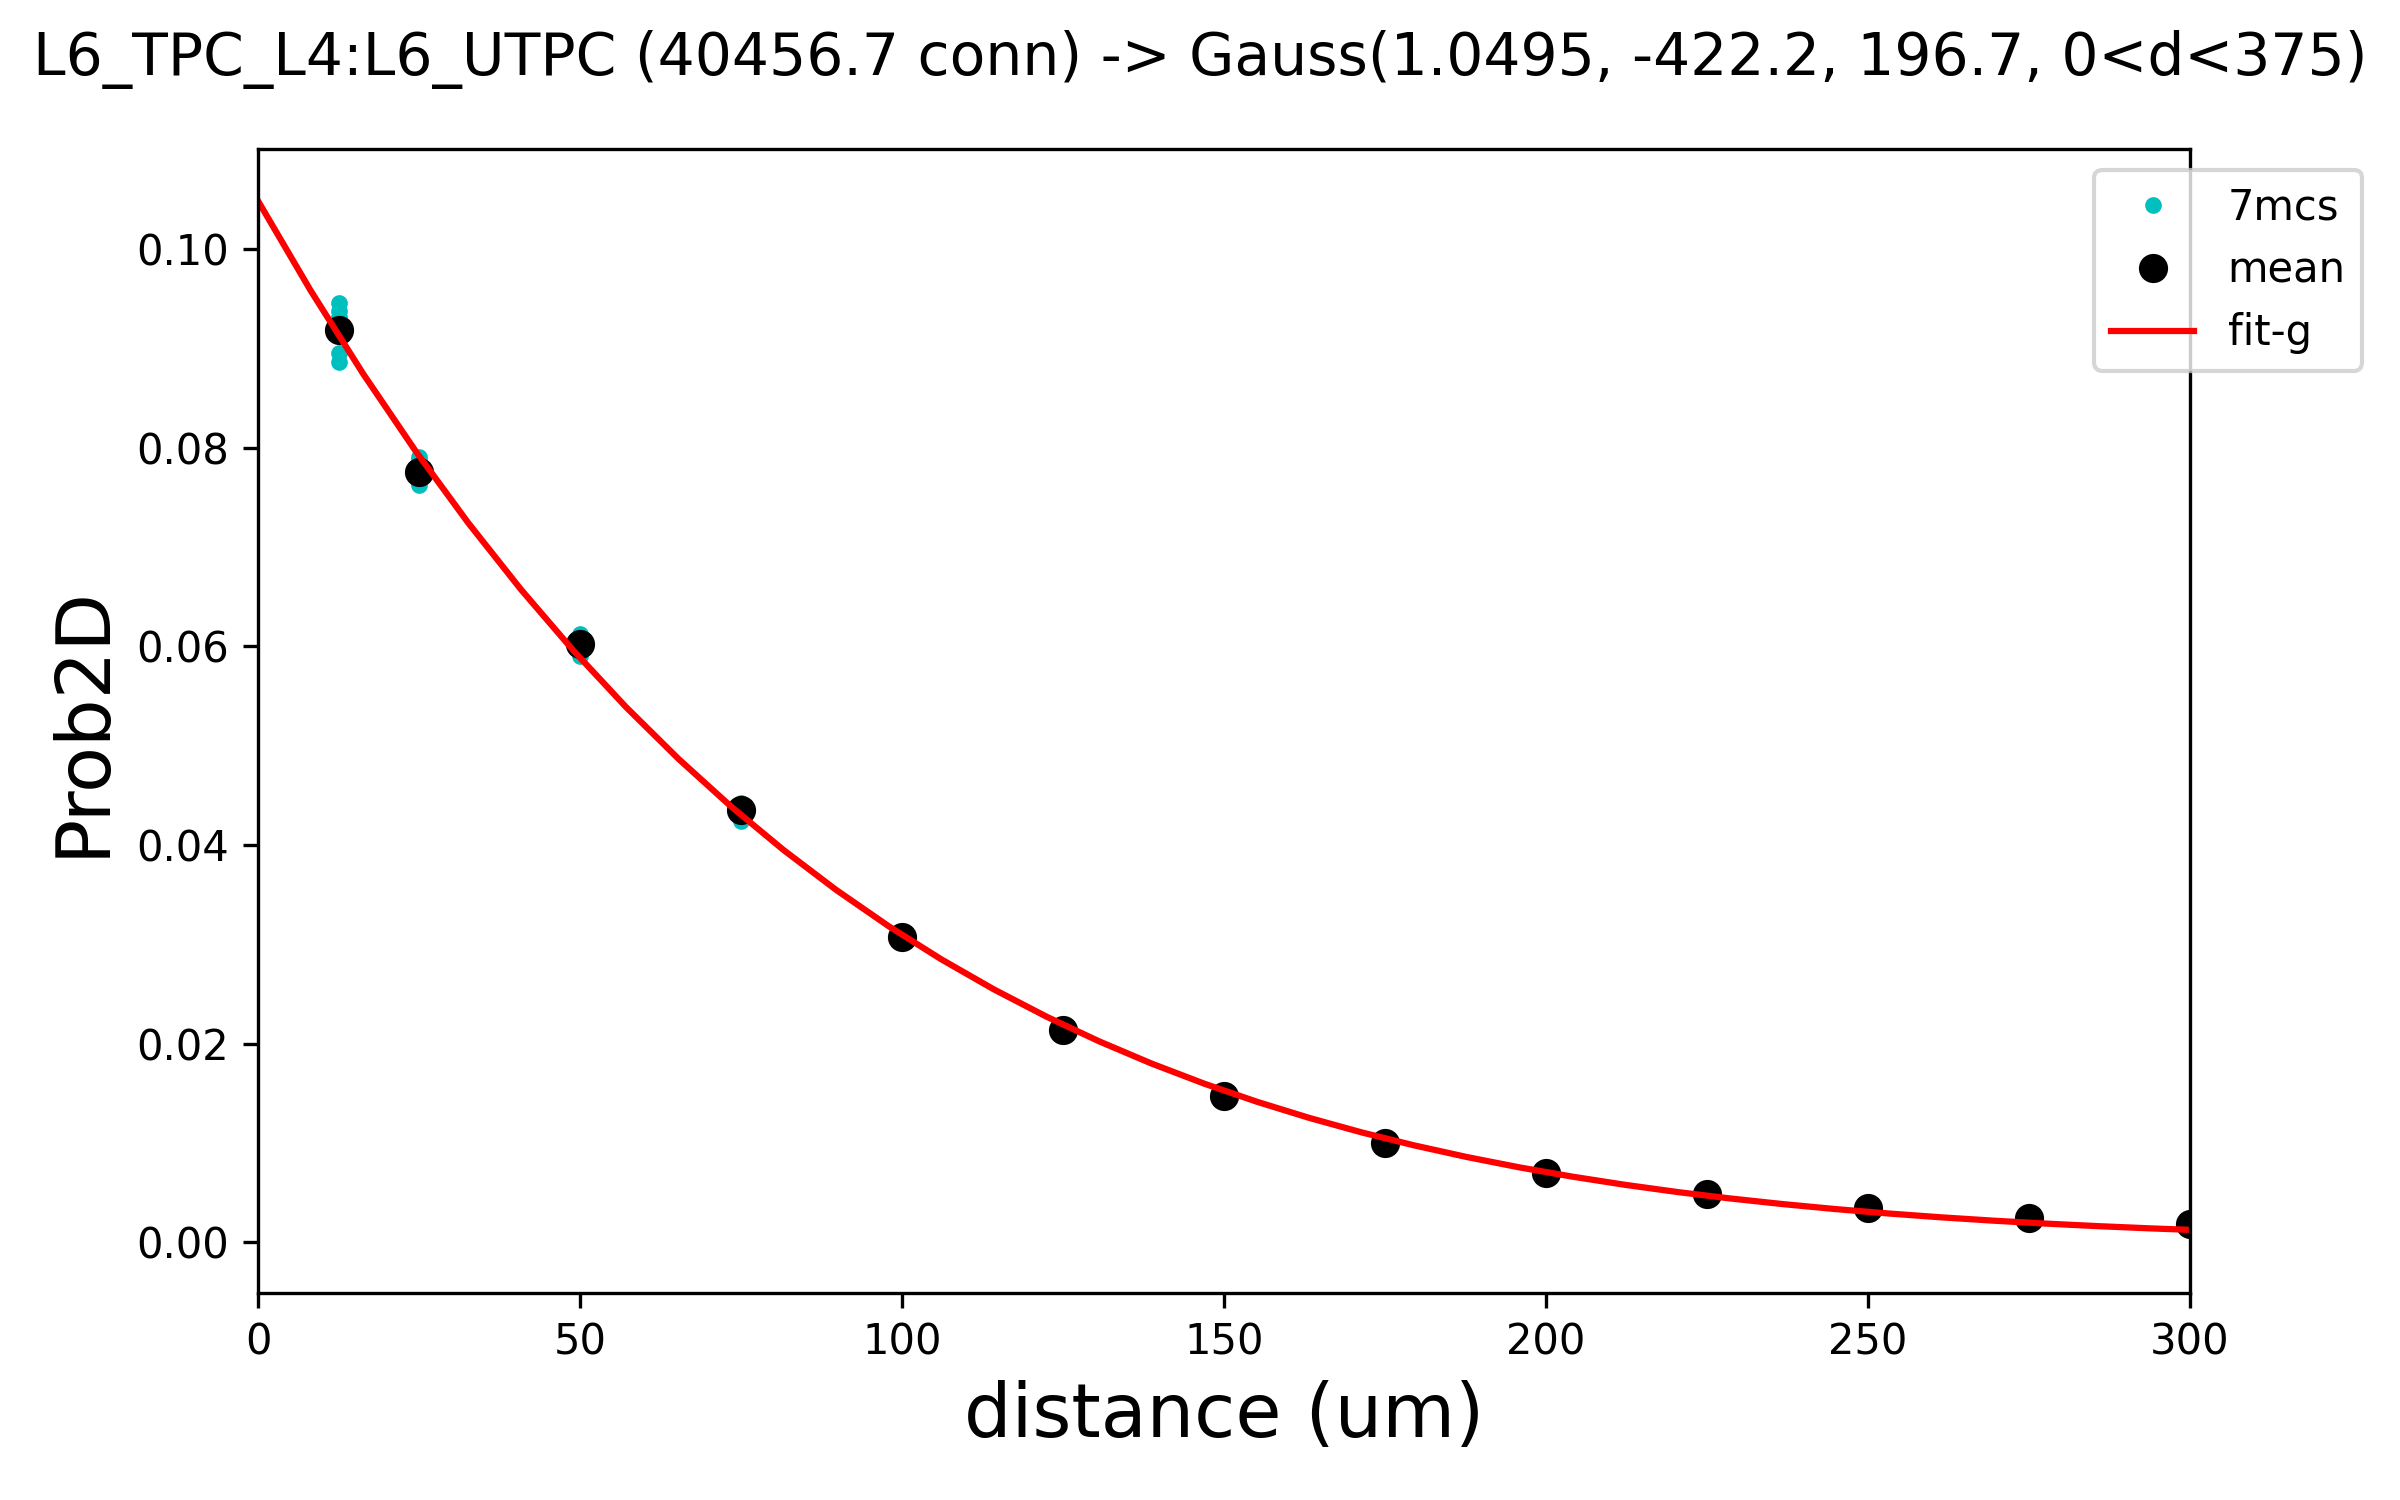 L6_TPC_L4:L6_UTPC (40456.7 conn) -> Gauss(1.0495, -422.2, 196.7, 0<d<375)
7mcs
mean
fit-g
Prob2D
0.10
0.08
0.06
0.04
0.02
0.00
0 50 100 150 200 250 300
distance (um)